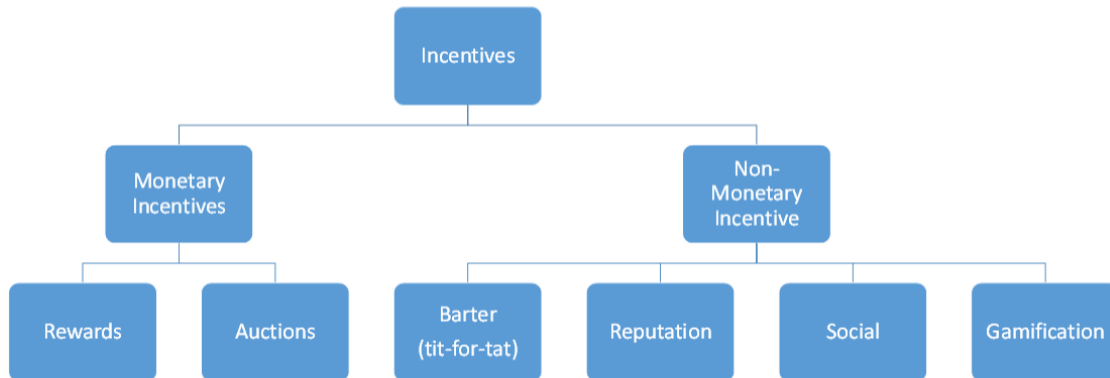 Incentives
Monetary
Incentives
Non-
Monetary
Incentive
Rewards
Auctions
Barter
(tit-for-tat)
Reputation
Social
Gamification